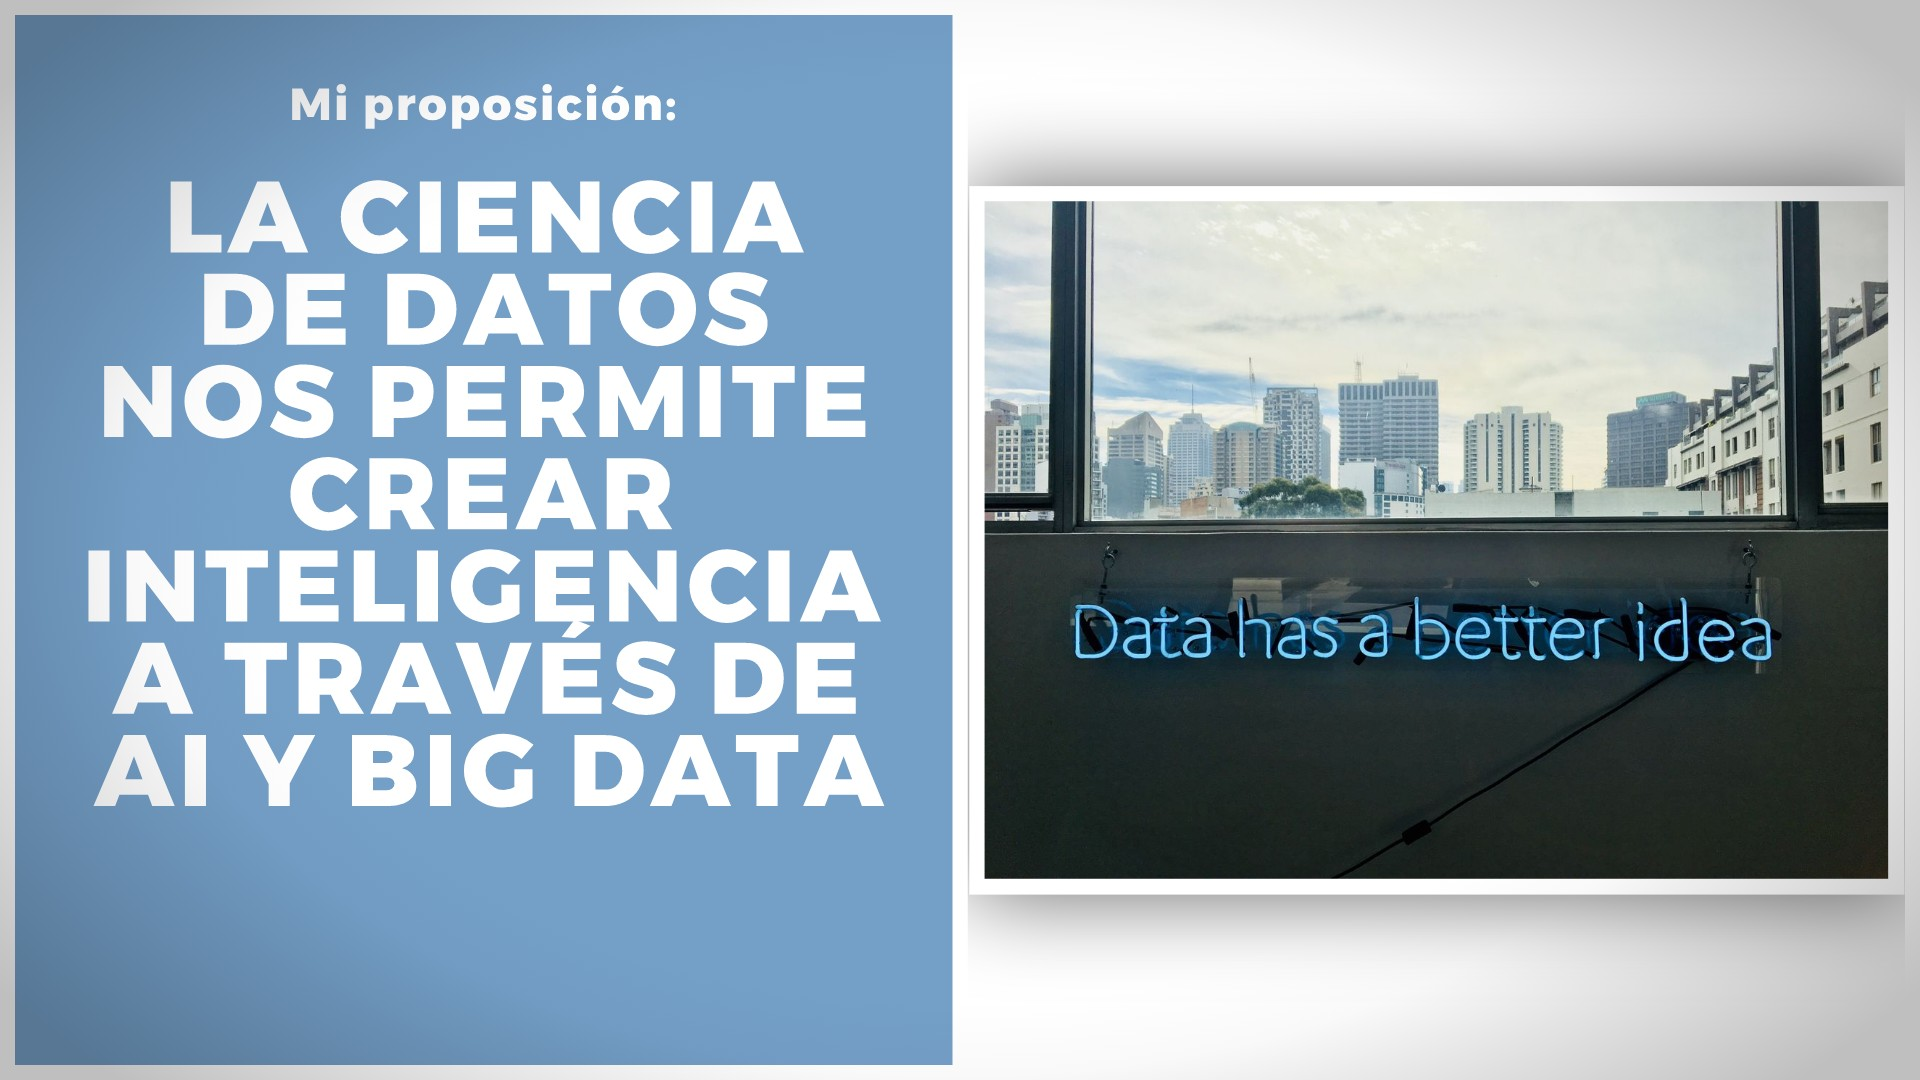 Mi proposición:
LA CIENCIA
DE DATOS
NOS PERMITE
CREAR
INTELIGENCIA
A TRAVÉS DE
AI Y BIG DATA
Data has a better idea